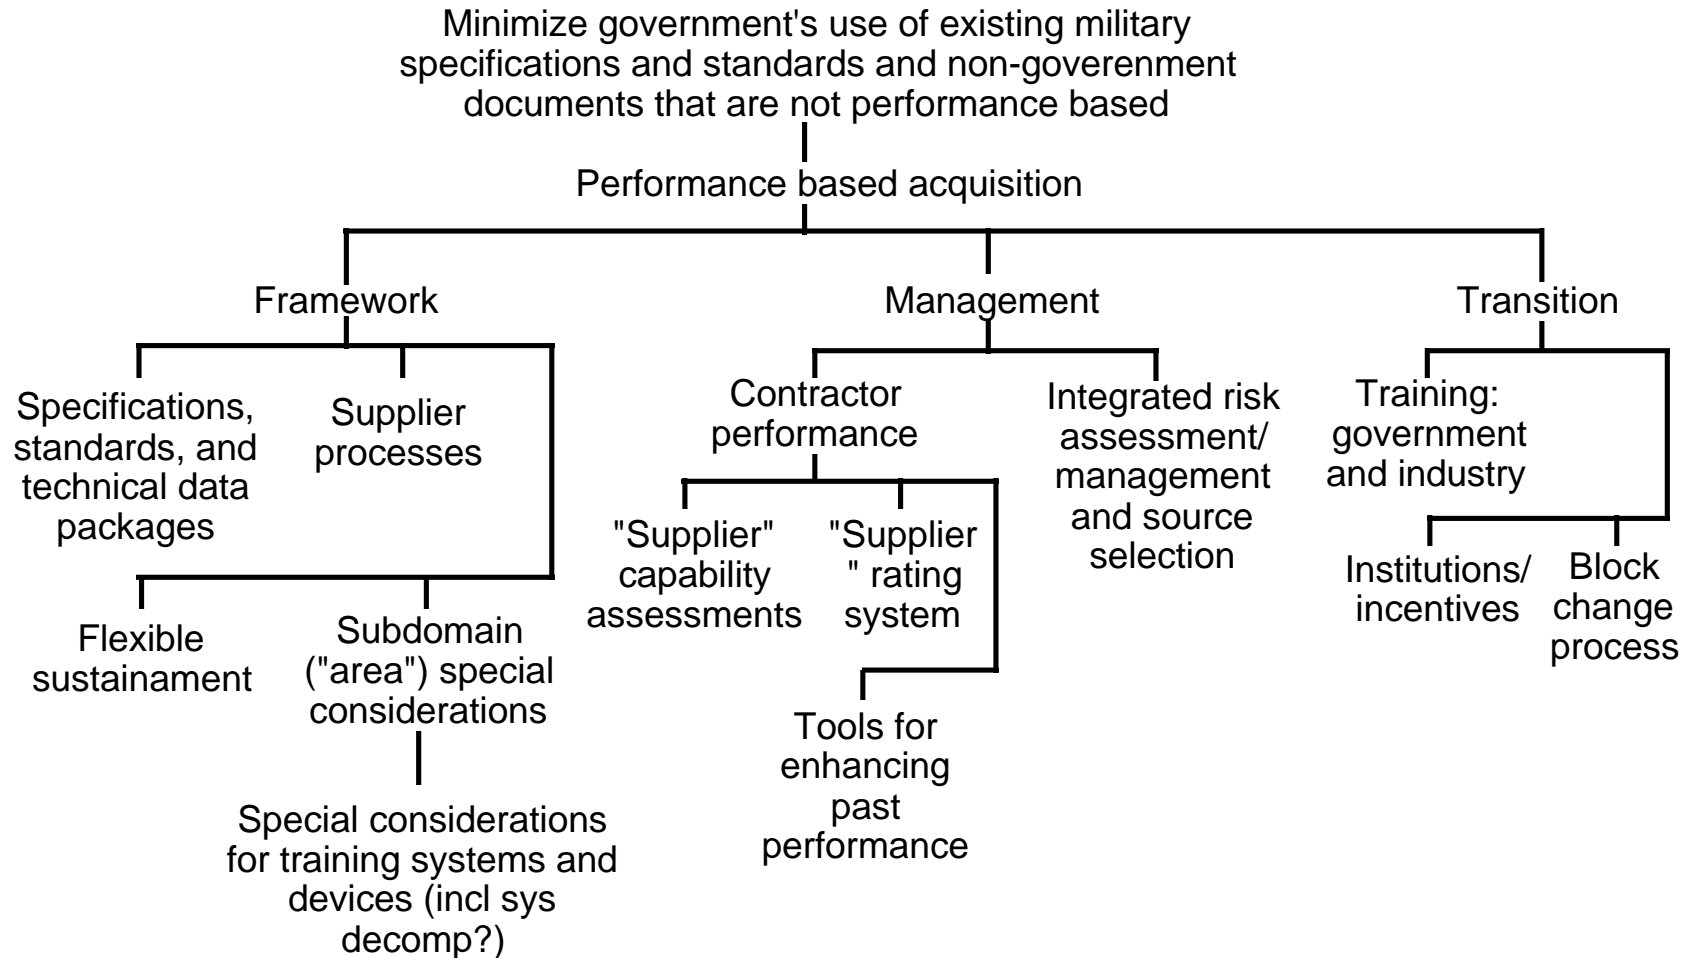 Minimize government's use of existing military
specifications and standards and non-goverenment
documents that are not performance based
Performance based acquisition
Framework
Management
Transition
Specifications,
standards, and
technical data
packages
Supplier
processes
Contractor
performance
Integrated risk
assessment/
management
and source
selection
Training:
government
and industry
"Supplier"
capability
assessments
"Supplier
" rating
system
Institutions/
incentives
Block
change
process
Flexible
sustainament
Subdomain
("area") special
considerations
Tools for
enhancing
past
performance
Special considerations
for training systems and
devices (incl sys
decomp?)